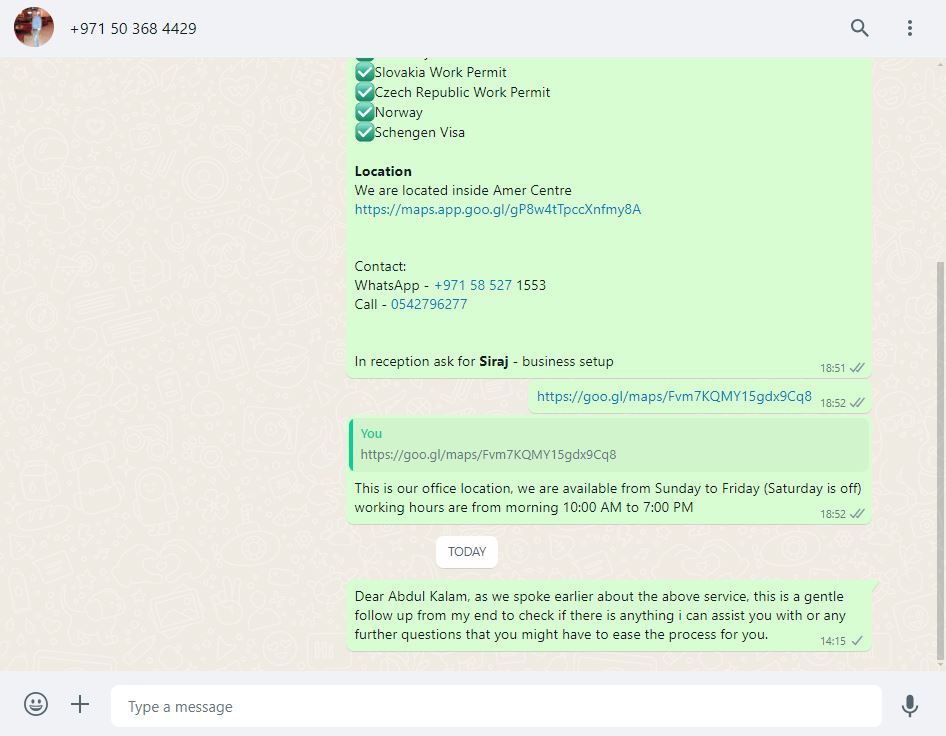 +971 50 368 4429
✅Slovakia Work Permit
✅Czech Republic Work Permit
✅Norway
✅Schengen Visa
Location
We are located inside Amer Centre
https://maps.app.goo.gl/gP8w4tTpccXnfmy8A
Contact:
WhatsApp - +971 58 527 1553
Call - 0542796277
In reception ask for Siraj - business setup
18:51
https://goo.gl/maps/Fvm7KQMY15gdx9Cq8
18:52
You
https://goo.gl/maps/Fvm7KQMY15gdx9Cq8
This is our office location, we are available from Sunday to Friday (Saturday is off)
working hours are from morning 10:00 AM to 7:00 PM
18:52
TODAY
Dear Abdul Kalam, as we spoke earlier about the above service, this is a gentle
follow up from my end to check if there is anything i can assist you with or any
further questions that you might have to ease the process for you.
14:15
Type a message